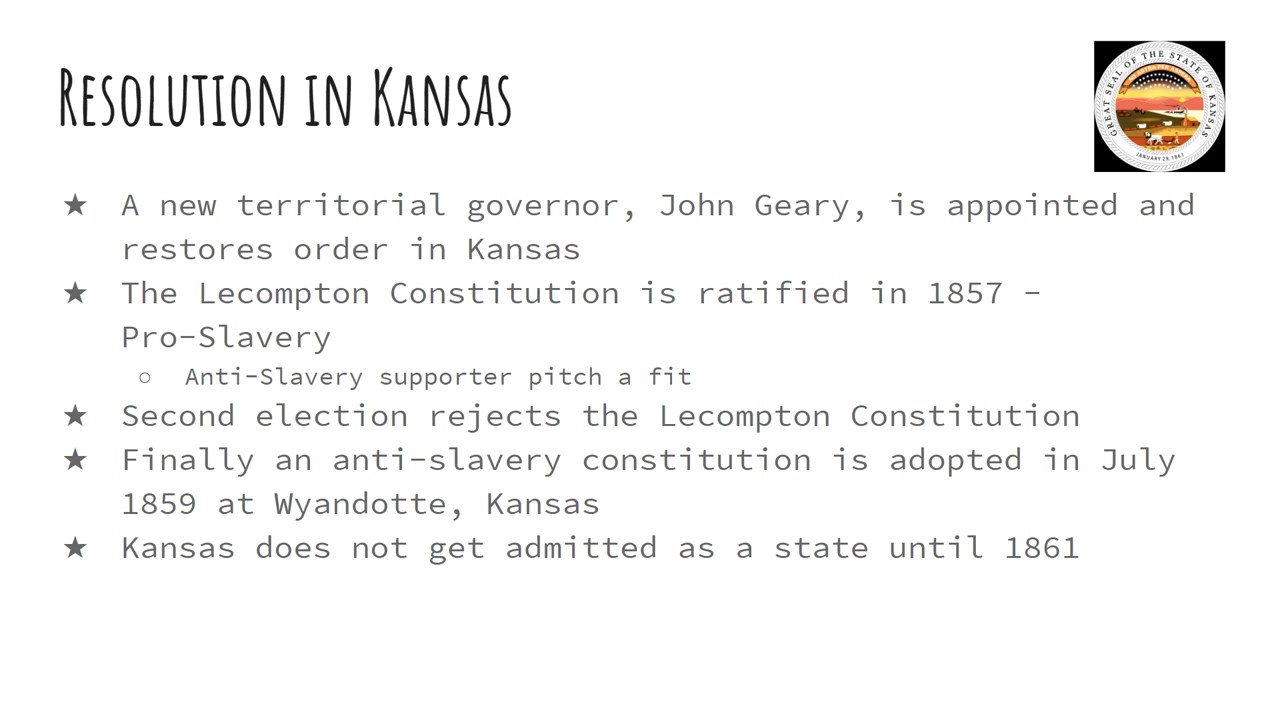 Resolution in Kansas
GREAT SEAL OF THE STATE OF KANSAS
JANUARY 29, 1861
★ A new territorial governor, John Geary, is appointed and
restores order in Kansas
★ The Lecompton Constitution is ratified in 1857 -
Pro-Slavery
○ Anti-Slavery supporter pitch a fit
★ Second election rejects the Lecompton Constitution
★ Finally an anti-slavery constitution is adopted in July
1859 at Wyandotte, Kansas
★ Kansas does not get admitted as a state until 1861